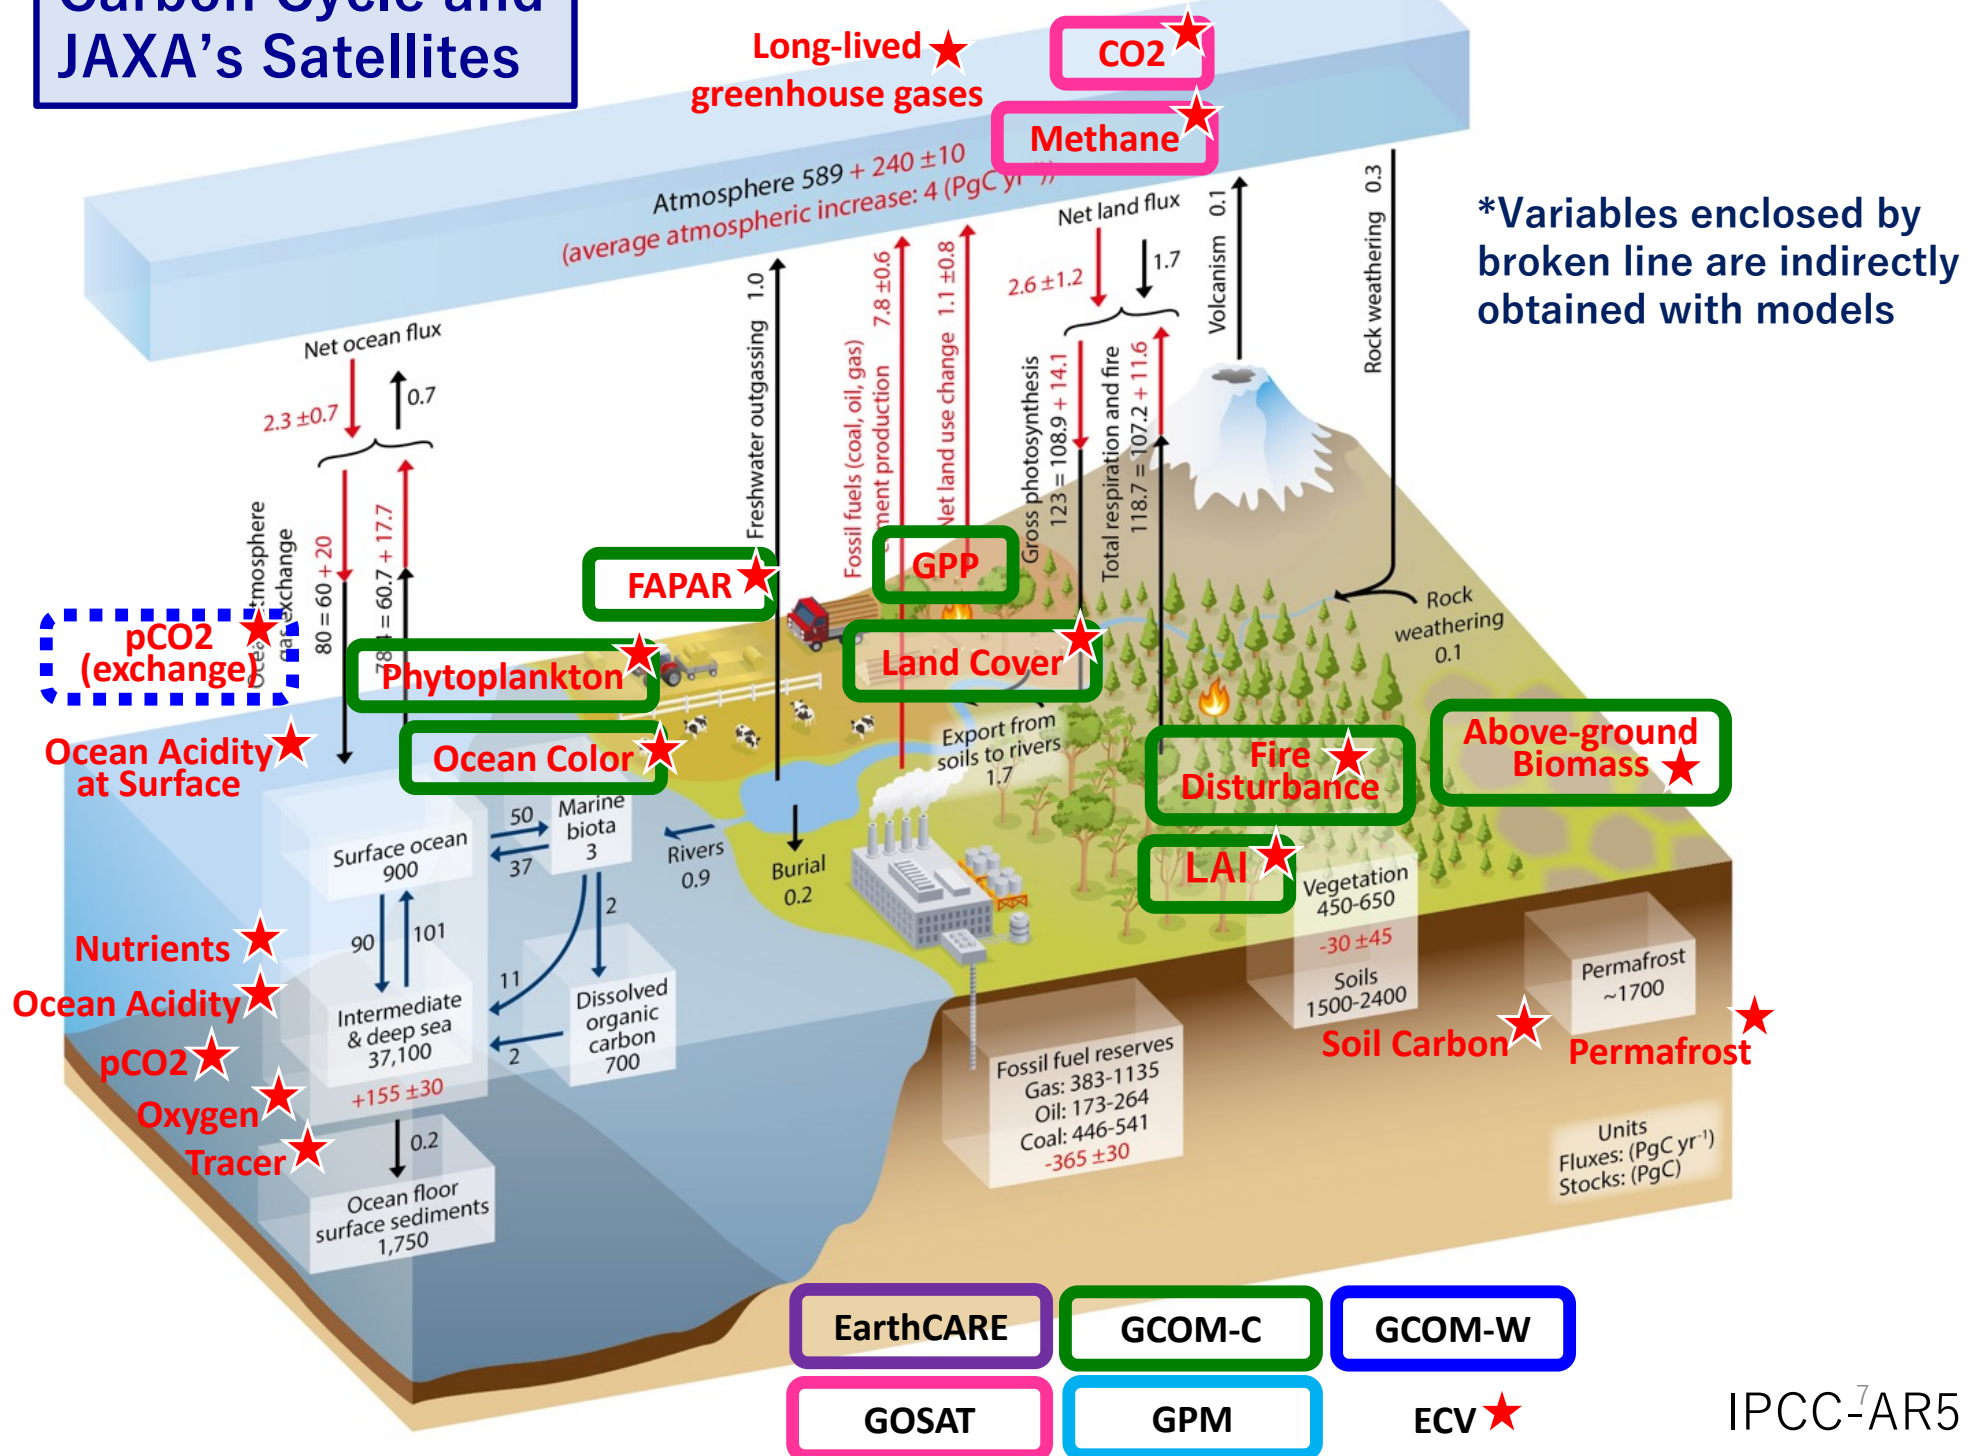 Carbon Cycle and
JAXA's Satellites
Long-lived
greenhouse gases
CO2
Methane
Atmosphere 589 + 240 ±10
(average atmospheric increase: 4 (PgC yr
*Variables enclosed by
broken line are indirectly
obtained with models
Net ocean flux
2.3 ±0.7
0.7
gas exchange
80 = 60 + 20
= 60.7 + 17.7
Freshwater outgassing 1.0
Fossil fuels (coal, oil, gas)
production 7.8 ±0.6
Net land use change 1.1 ±0.8
Net land flux
2.6 ±1.2
1.7
Gross photosynthesis
123 = 108.9 + 14.1
Total respiration and fire
118.7 = 107.2 + 11.6
Volcanism 0.1
Rock weathering 0.3
Rock
weathering
0.1
pCO2
(exchange)
FAPAR
GPP
Phytoplankton
Land Cover
Ocean Acidity
at Surface
Ocean Color
Export from
soils to rivers
1.7
Fire
Disturbance
Above-ground
Biomass
LAI
Surface ocean
900
50
37
Marine
biota
3
Rivers
0.9
Burial
0.2
Vegetation
450-650
-30 ±45
Soils
1500-2400
Permafrost
~1700
90
101
2
11
2
Nutrients
Ocean Acidity
pCO2
Oxygen
Tracer
Intermediate
& deep sea
37,100
+155 ±30
Dissolved
organic
carbon
700
0.2
Ocean floor
surface sediments
1,750
Fossil fuel reserves
Gas: 383-1135
Oil: 173-264
Coal: 446-541
-365 ±30
Soil Carbon
Permafrost
Units
Fluxes: (PgC yr⁻¹)
Stocks: (PgC)
EarthCARE
GCOM-C
GCOM-W
GOSAT
GPM
ECV
7
IPCC-AR5